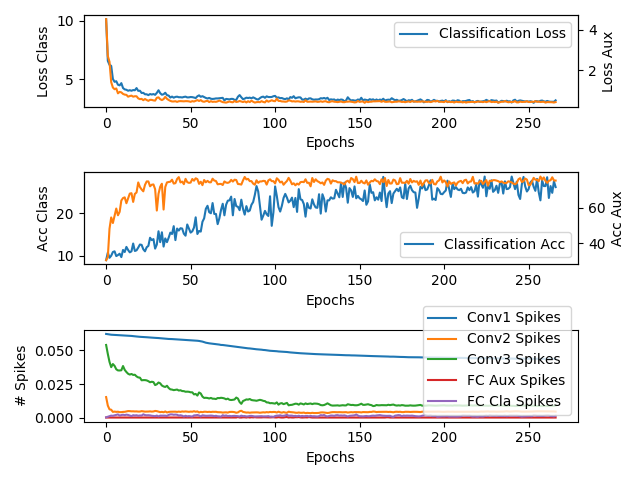 10
5
Loss Class
Classification Loss
4
2
Loss Aux
0 50 100 150 200 250
Epochs
20
10
Acc Class
Classification Acc
60
40
Acc Aux
0 50 100 150 200 250
Epochs
0.050
0.025
0.000
# Spikes
Conv1 Spikes
Conv2 Spikes
Conv3 Spikes
FC Aux Spikes
FC Cla Spikes
0 50 100 150 200 250
Epochs